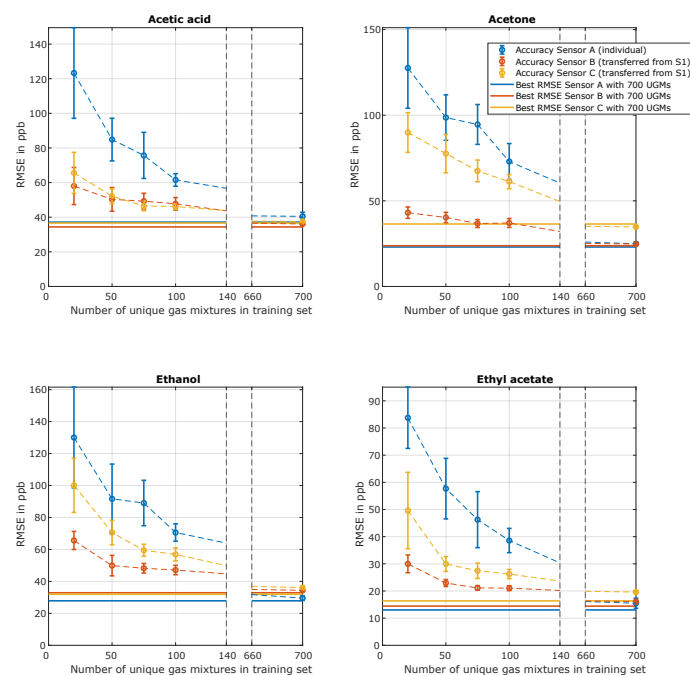 Acetic acid
140
120
100
80
60
40
20
0
RMSE in ppb
0 50 100 140 660 700
Number of unique gas mixtures in training set
Acetone
150
100
50
0
RMSE in ppb
Accuracy Sensor A (individual)
Accuracy Sensor B (transferred from S1)
Accuracy Sensor C (transferred from S1)
Best RMSE Sensor A with 700 UGMs
Best RMSE Sensor B with 700 UGMs
Best RMSE Sensor C with 700 UGMs
0 50 100 140 660 700
Number of unique gas mixtures in training set
Ethanol
160
140
120
100
80
60
40
20
0
RMSE in ppb
0 50 100 140 660 700
Number of unique gas mixtures in training set
Ethyl acetate
90
80
70
60
50
40
30
20
10
0
RMSE in ppb
0 50 100 140 660 700
Number of unique gas mixtures in training set